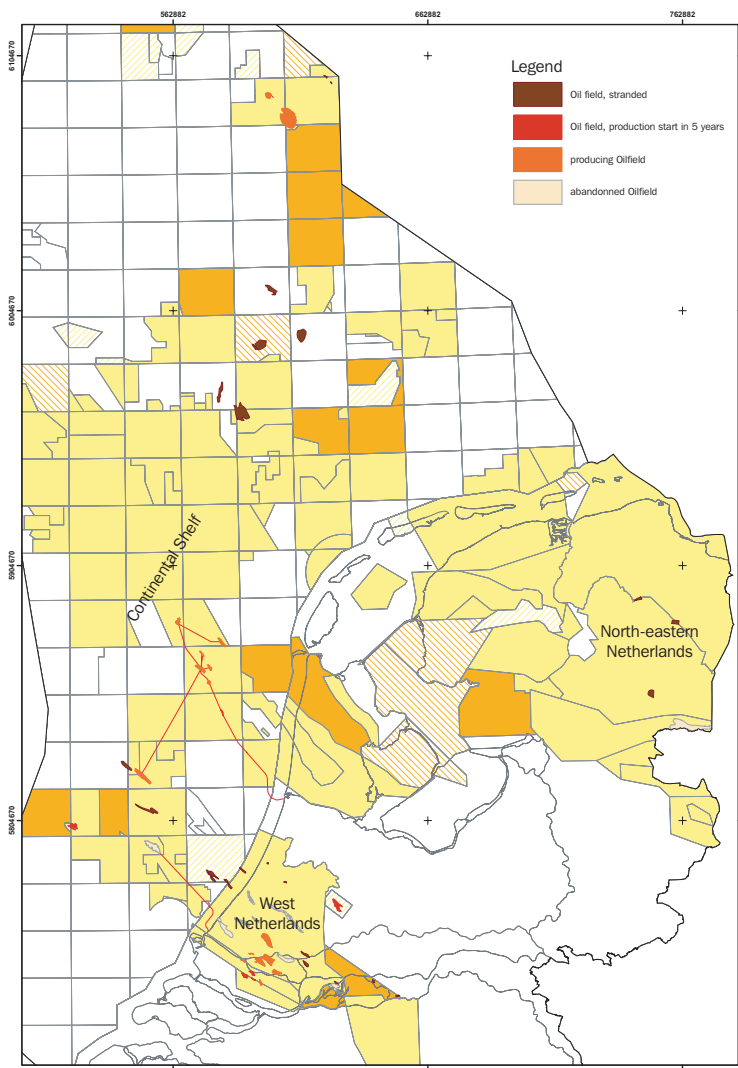 562882
662882
762882
6104670
6004670
5904670
5804670
Legend
Oil field, stranded
Oil field, production start in 5 years
producing Oilfield
abandonned Oilfield
Continental Shelf
North-eastern
Netherlands
West
Netherlands